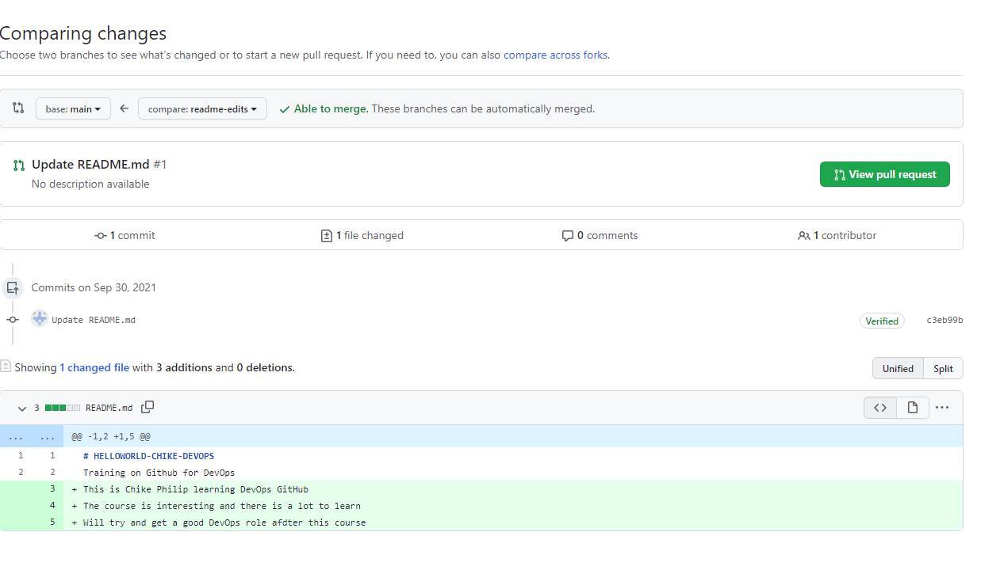 Comparing changes
Choose two branches to see what's changed or to start a new pull request. If you need to, you can also compare across forks.
base: main compare: readme-edits Able to merge. These branches can be automatically merged.
Update README.md #1
No description available
View pull request
1 commit 1 file changed 0 comments 1 contributor
Commits on Sep 30, 2021
Update README.md Verified c3eb99b
Showing 1 changed file with 3 additions and 0 deletions.
Unified Split
3 README.md
... ... @@ -1,2 +1,5 @@
1 1 # HELLOWORLD-CHIKE-DEVOPS
2 2 Training on Github for DevOps
3 + This is Chike Philip learning DevOps GitHub
4 + The course is interesting and there is a lot to learn
5 + Will try and get a good DevOps role afdter this course